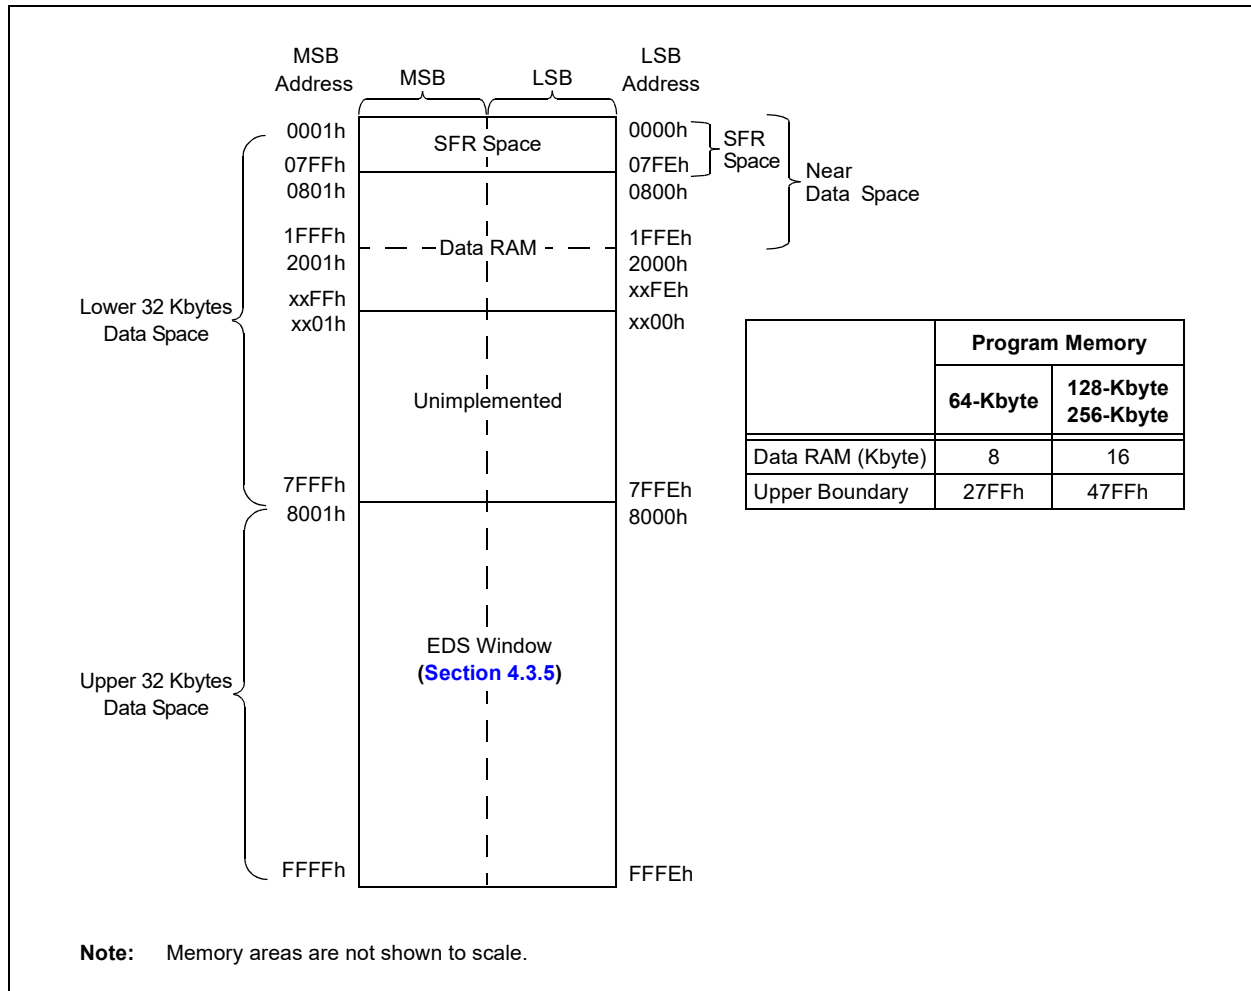 MSB
Address
MSB
LSB
LSB
Address
0001h
SFR Space
0000h
SFR
Space
07FFh
07FEh
0801h
0800h
Near
Data Space
1FFFh
Data RAM
1FFEh
2001h
2000h
xxFFh
xxFEh
xx01h
xx00h
Lower 32 Kbytes
Data Space
Unimplemented
7FFFh
7FFEh
8001h
8000h
Program Memory
64-Kbyte
128-Kbyte
256-Kbyte
Data RAM (Kbyte) 8 16
Upper Boundary 27FFh 47FFh
EDS Window
(Section 4.3.5)
Upper 32 Kbytes
Data Space
FFFFh
FFFEh
Note: Memory areas are not shown to scale.